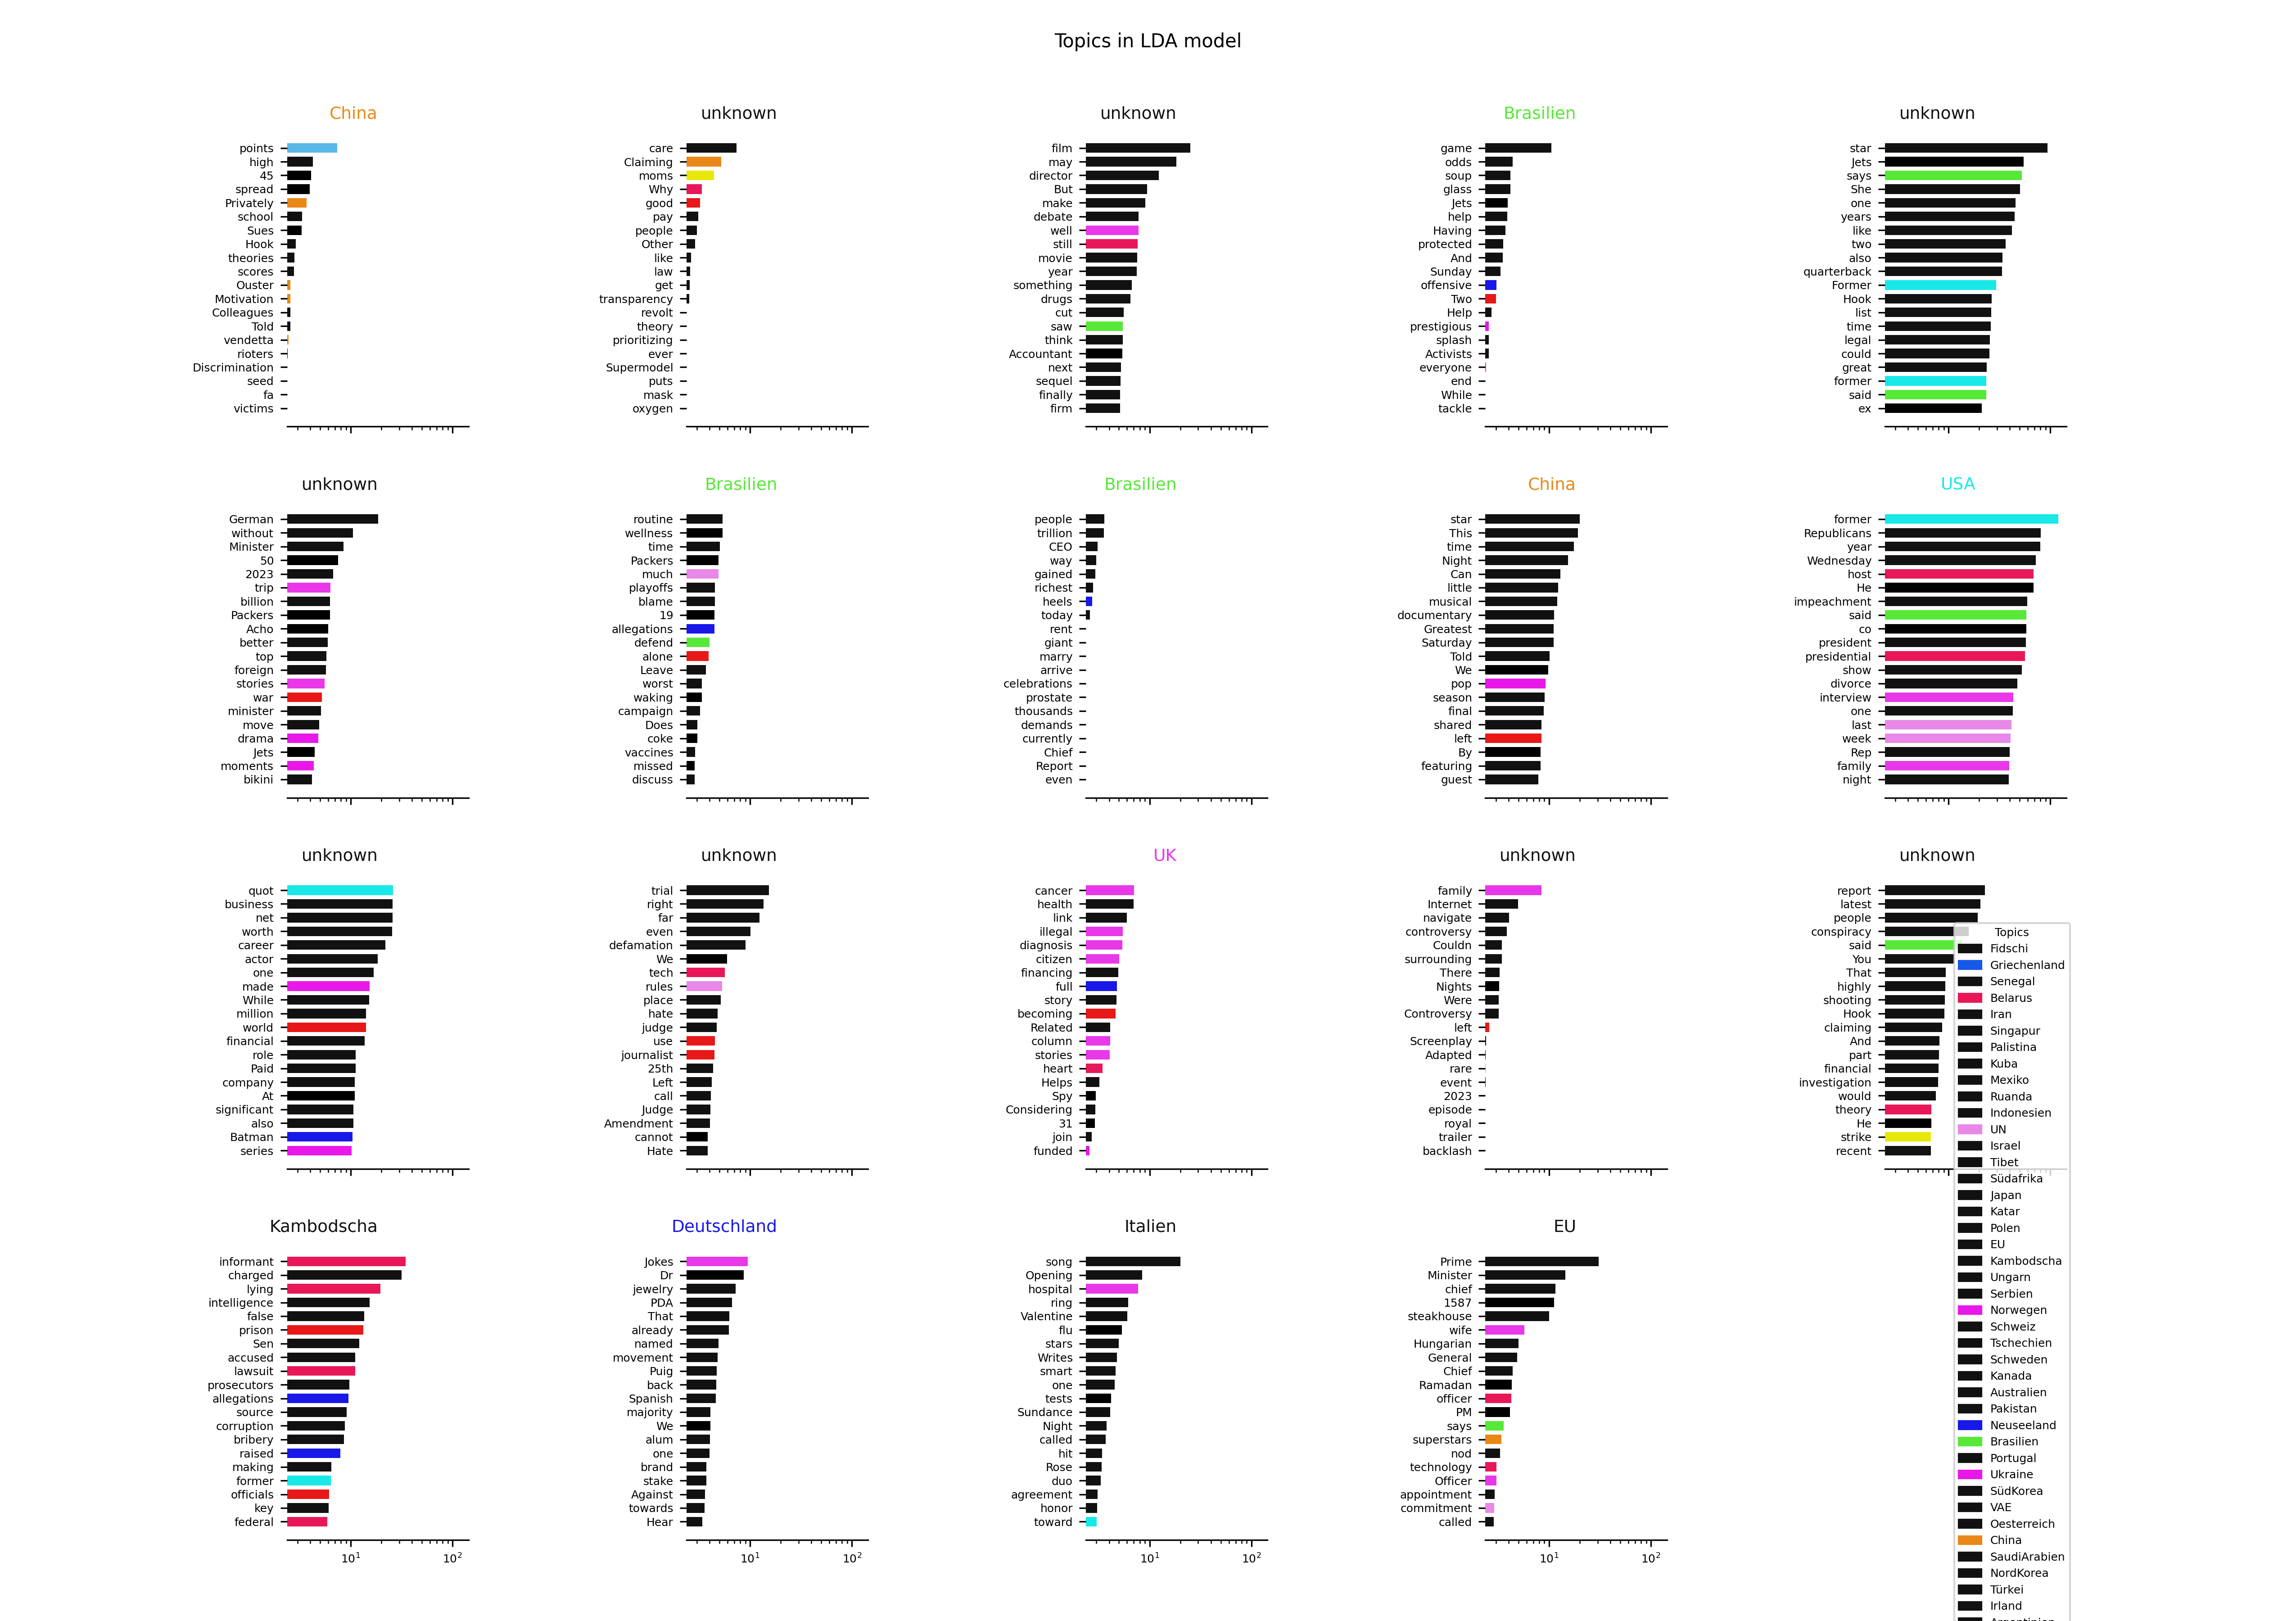 Topics in LDA model
China
points
high
45
spread
Privately
school
Sues
Hook
theories
scores
Ouster
Motivation
Colleagues
Told
vendetta
rioters
Discrimination
seed
fa
victims
unknown
care
Claiming
moms
Why
good
pay
people
Other
like
law
get
transparency
revolt
theory
prioritizing
ever
Supermodel
puts
mask
oxygen
unknown
film
may
director
But
make
debate
well
still
movie
year
something
drugs
cut
saw
think
Accountant
next
sequel
finally
firm
Brasilien
game
odds
soup
glass
Jets
help
Having
protected
And
Sunday
offensive
Two
Help
prestigious
splash
Activists
everyone
end
While
tackle
unknown
star
Jets
says
She
one
years
like
two
also
quarterback
Former
Hook
list
time
legal
could
great
former
said
ex
unknown
German
without
Minister
50
2023
trip
billion
Packers
Acho
better
top
foreign
stories
war
minister
move
drama
Jets
moments
bikini
Brasilien
routine
wellness
time
Packers
much
playoffs
blame
19
allegations
defend
alone
Leave
worst
waking
campaign
Does
coke
vaccines
missed
discuss
Brasilien
people
trillion
CEO
way
gained
richest
heels
today
rent
giant
marry
arrive
celebrations
prostate
thousands
demands
currently
Chief
Report
even
China
star
This
time
Night
Can
little
musical
documentary
Greatest
Saturday
Told
We
pop
season
final
shared
left
By
featuring
guest
USA
former
Republicans
year
Wednesday
host
He
impeachment
said
co
president
presidential
show
divorce
interview
one
last
week
Rep
family
night
unknown
quot
business
net
worth
career
actor
one
made
While
million
world
financial
role
Paid
company
At
significant
also
Batman
series
unknown
trial
right
far
even
defamation
We
tech
rules
place
hate
judge
use
journalist
25th
Left
call
Judge
Amendment
cannot
Hate
UK
cancer
health
link
illegal
diagnosis
citizen
financing
full
story
becoming
Related
column
stories
heart
Helps
Spy
Considering
31
join
funded
unknown
family
Internet
navigate
controversy
Couldn
surrounding
There
Nights
Were
Controversy
left
Screenplay
Adapted
rare
event
2023
episode
royal
trailer
backlash
unknown
report
latest
people
conspiracy
said
You
That
highly
shooting
Hook
claiming
And
part
financial
investigation
would
theory
He
strike
recent
Kambodscha
informant
charged
lying
intelligence
false
prison
Sen
accused
lawsuit
prosecutors
allegations
source
corruption
bribery
raised
making
former
officials
key
federal
10¹ 10²
Deutschland
Jokes
Dr
jewelry
PDA
That
already
named
movement
Puig
back
Spanish
majority
We
alum
one
brand
stake
Against
towards
Hear
10¹ 10²
Italien
song
Opening
hospital
ring
Valentine
flu
stars
Writes
smart
one
tests
Sundance
Night
called
hit
Rose
duo
agreement
honor
toward
10¹ 10²
EU
Prime
Minister
chief
1587
steakhouse
wife
Hungarian
General
Chief
Ramadan
officer
PM
says
superstars
nod
technology
Officer
appointment
commitment
called
10¹ 10²
Topics
Fidschi
Griechenland
Senegal
Belarus
Iran
Singapur
Palistina
Kuba
Mexiko
Ruanda
Indonesien
UN
Israel
Tibet
Südafrika
Japan
Katar
Polen
EU
Kambodscha
Ungarn
Serbien
Norwegen
Schweiz
Tschechien
Schweden
Kanada
Australien
Pakistan
Neuseeland
Brasilien
Portugal
Ukraine
SüdKorea
VAE
Oesterreich
China
SaudiArabien
NordKorea
Türkei
Irland